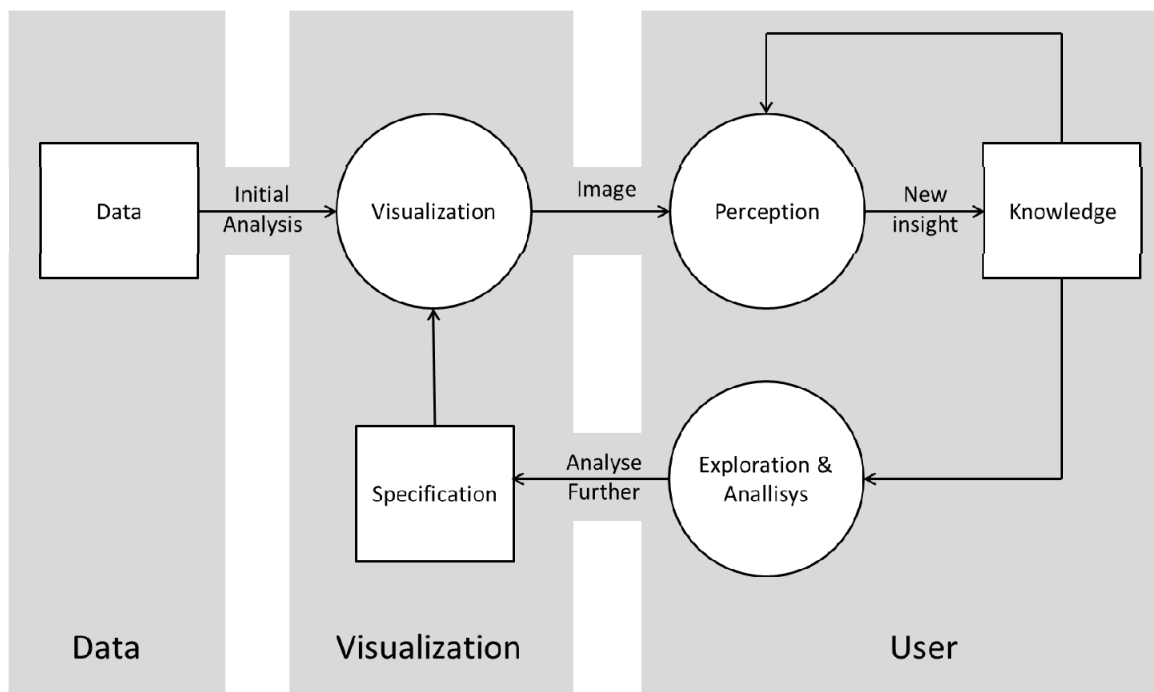 Data
Initial
Analysis
Visualization
Image
Perception
New
insight
Knowledge
Specification
Analyse
Further
Exploration &
Anallisys
Data
Visualization
User